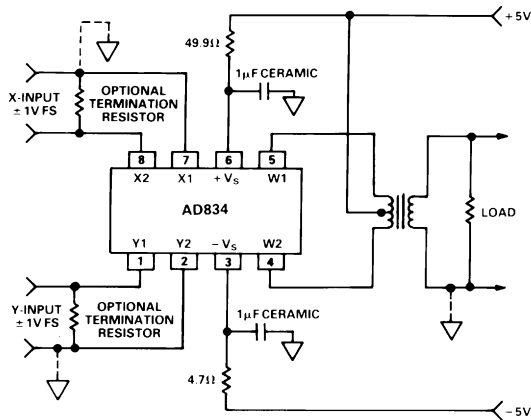 +5V
49.9Ω
1μF CERAMIC
X-INPUT
± 1V FS
OPTIONAL
TERMINATION
RESISTOR
8
7
6
5
X2
X1
+VS
W1
AD834
Y1
Y2
−VS
W2
1
2
3
4
LOAD
Y-INPUT
± 1V FS
OPTIONAL
TERMINATION
RESISTOR
1μF CERAMIC
4.7Ω
−5V